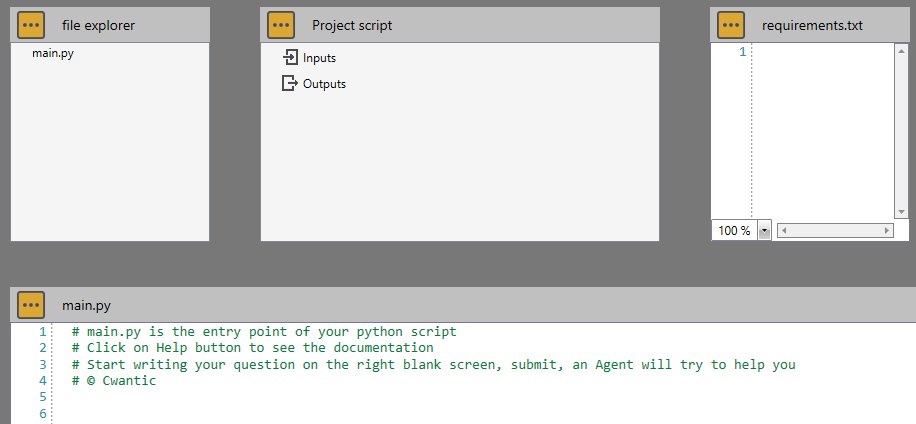 file explorer
main.py
Project script
Inputs
Outputs
requirements.txt
1
100 %
main.py
1 # main.py is the entry point of your python script
2 # Click on Help button to see the documentation
3 # Start writing your question on the right blank screen, submit, an Agent will try to help you
4 # © Cwantic
5
6